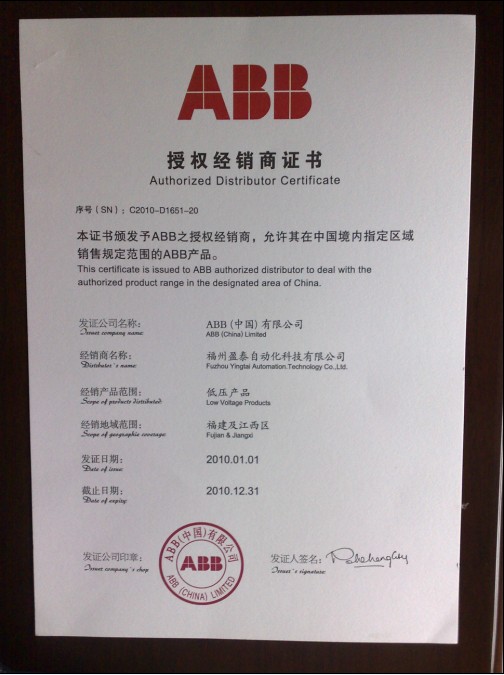 ABB
授权经销商证书
Authorized Distributor Certificate
序号（SN）：C2010-D1651-20
本证书颁发予ABB之授权经销商，允许其在中国境内指定区域
销售规定范围的ABB产品。
This certificate is issued to ABB authorized distributor to deal with the
authorized product range in the designated area of China.
发证公司名称： ABB (中国) 有限公司
Issuer company name: ABB (China) Limited
经销商名称： 福州盈泰自动化科技有限公司
Distributor's name: Fuzhou Yingtai Automation.Technology Co.,Ltd.
经销产品范围： 低压产品
Scope of products distributed Low Voltage Products
经销地域范围： 福建及江西区
Scope of geographic coverage: Fujian & Jiangxi
发证日期： 2010.01.01
Date of issue:
截止日期： 2010.12.31
Date of expiry:
发证公司印章： 发证人签名：
Issuer company's chop Issuer's signature:
ABB(中国)有限公司
ABB
ABB (CHINA) LIMITED